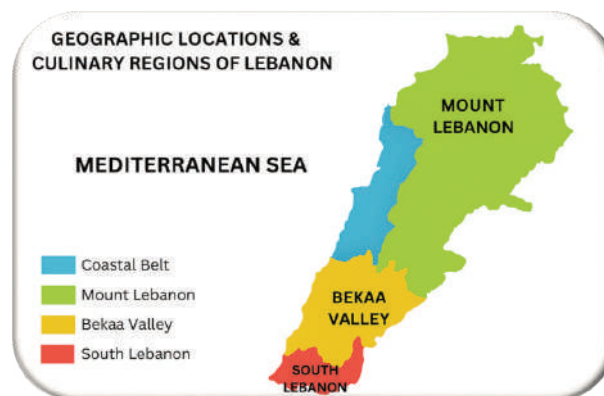 GEOGRAPHIC LOCATIONS &
CULINARY REGIONS OF LEBANON
MOUNT
LEBANON
MEDITERRANEAN SEA
Coastal Belt
Mount Lebanon
Bekaa Valley
South Lebanon
BEKAA
VALLEY
SOUTH
LEBANON